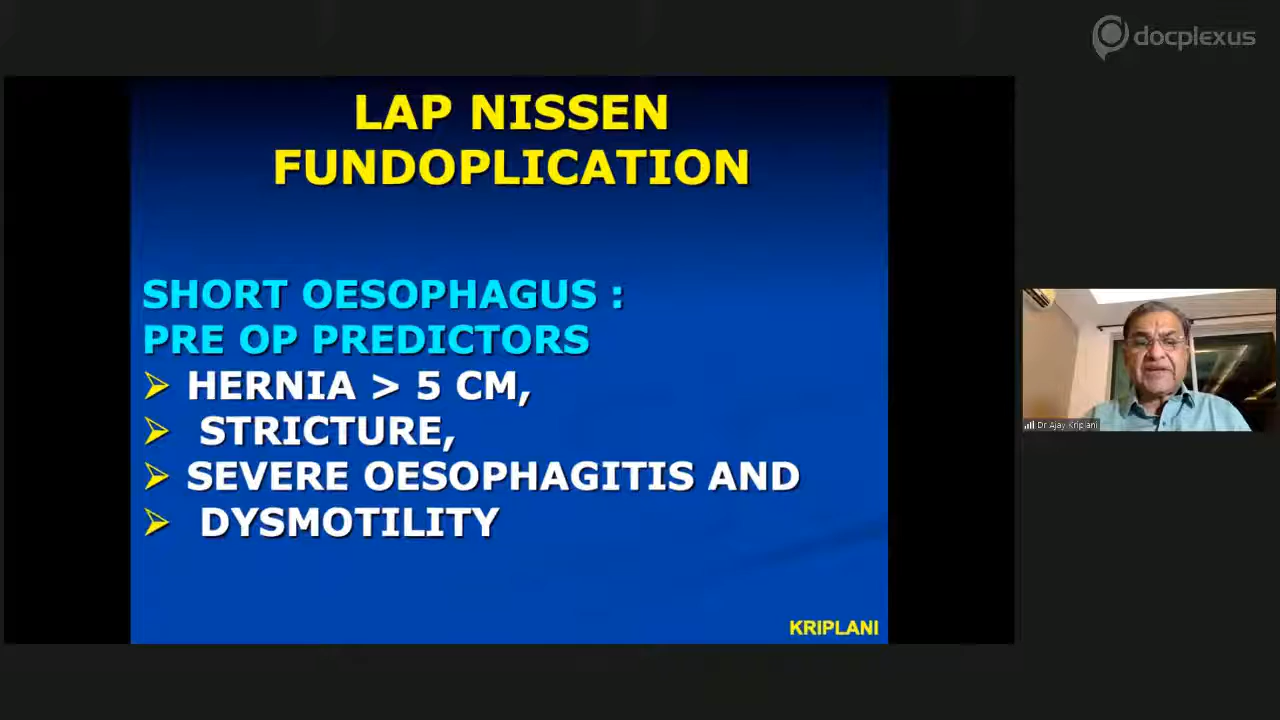 docplexus
LAP NISSEN
FUNDOPLICATION
SHORT OESOPHAGUS :
PRE OP PREDICTORS
HERNIA > 5 CM,
STRICTURE,
SEVERE OESOPHAGITIS AND
DYSMOTILITY
KRIPLANI
Dr Ajay Kriplani